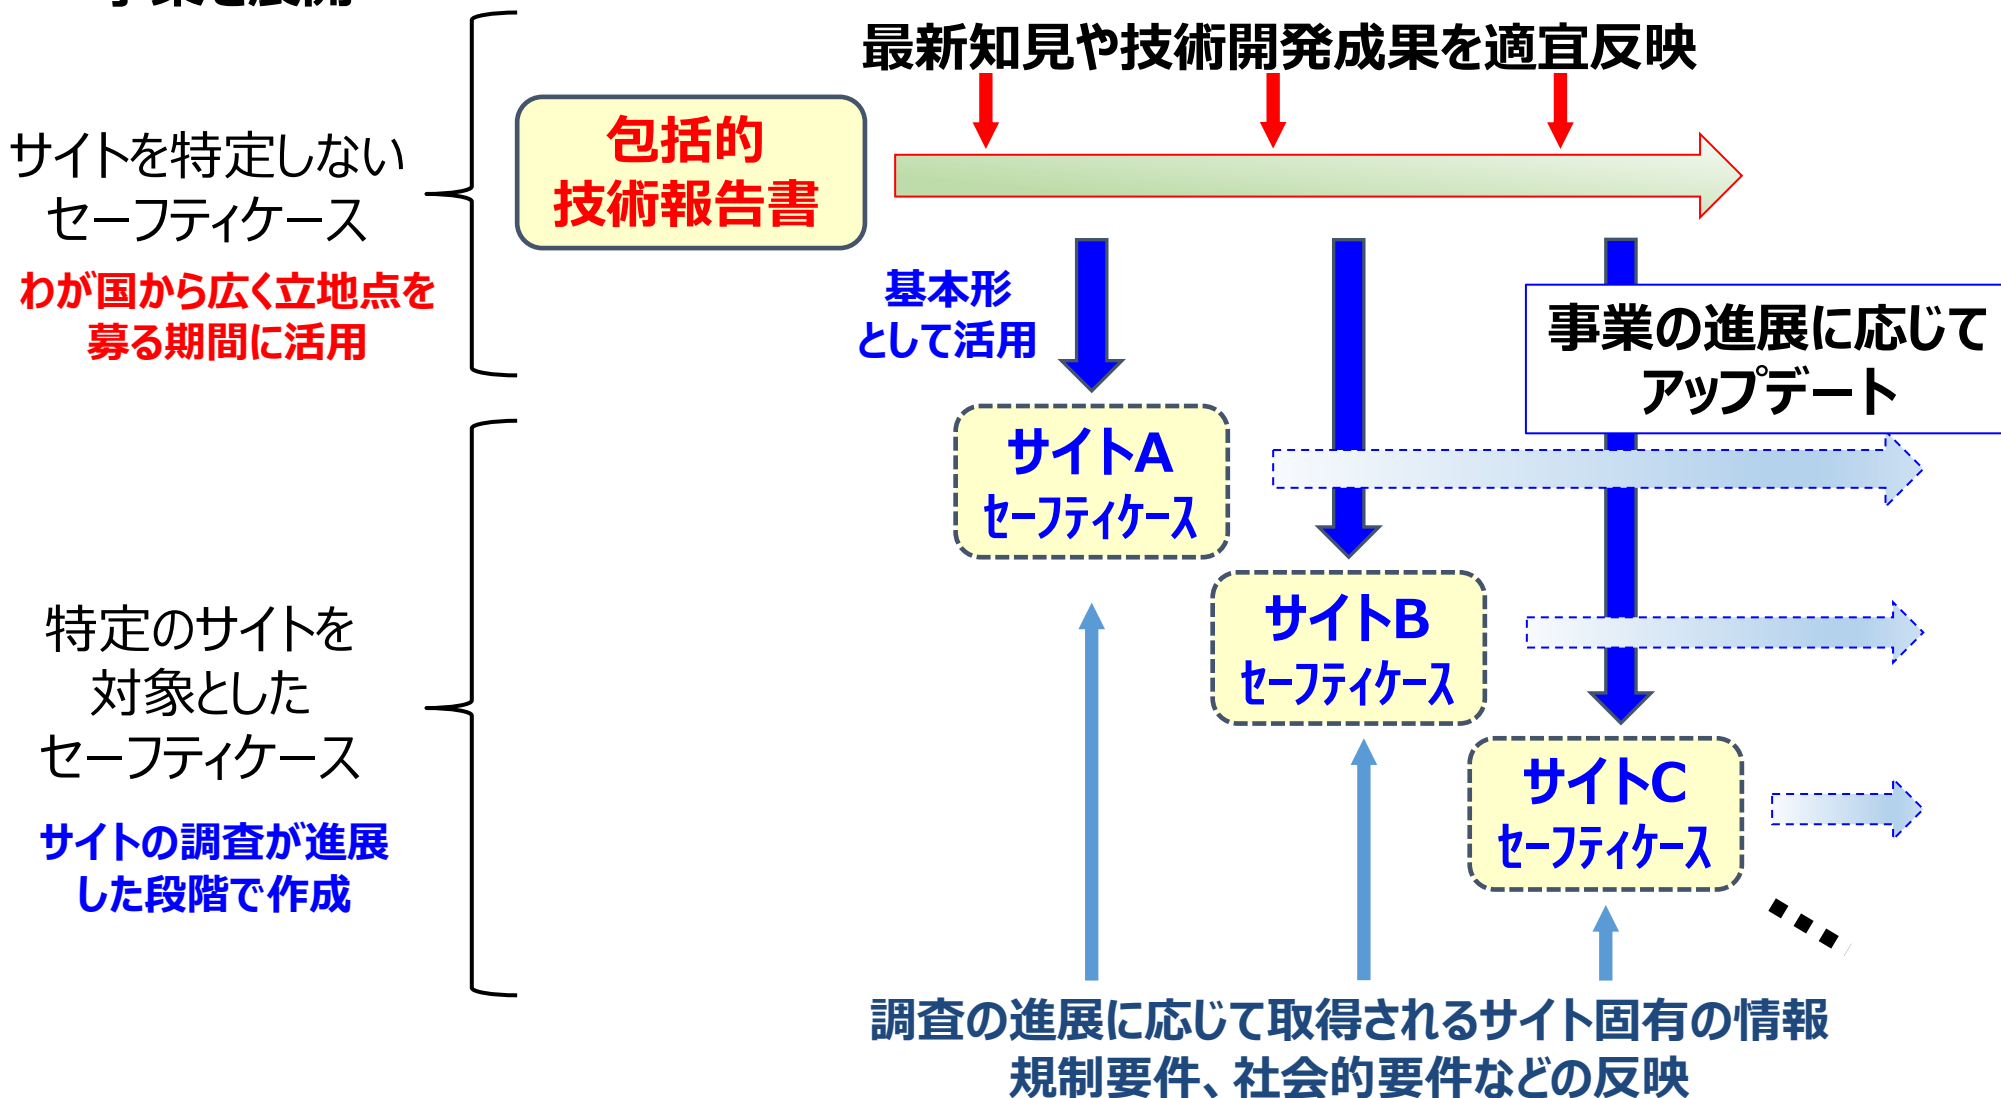 事業を展開
最新知見や技術開発成果を適宜反映
包括的
技術報告書
サイトを特定しない
セーフティケース
わが国から広く立地点を
募る期間に活用
基本形
として活用
事業の進展に応じて
アップデート
サイトA
ｾｰﾌﾃｨｹｰｽ
サイトB
ｾｰﾌﾃｨｹｰｽ
サイトC
ｾｰﾌﾃｨｹｰｽ
特定のサイトを
対象とした
セーフティケース
サイトの調査が進展
した段階で作成
調査の進展に応じて取得されるサイト固有の情報
規制要件、社会的要件などの反映